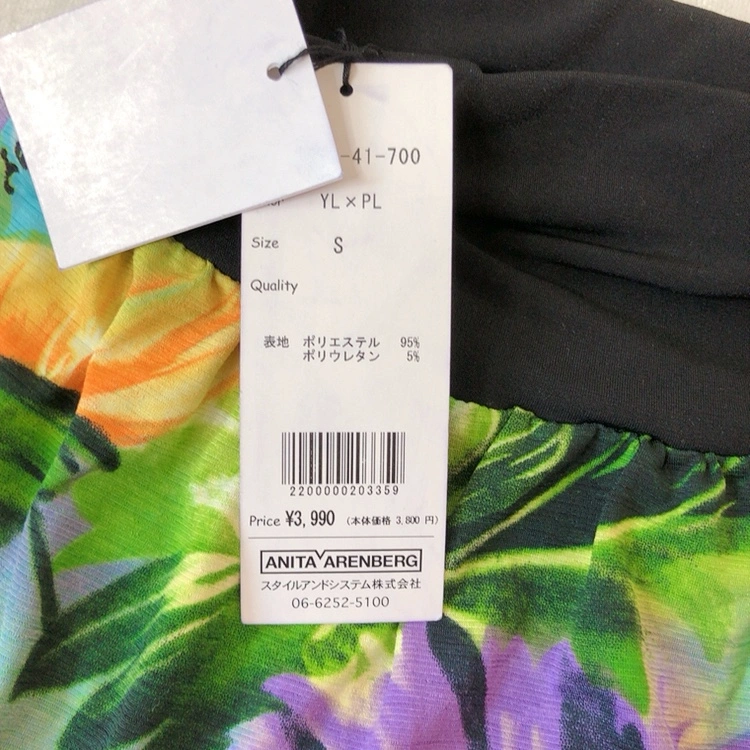 -41-700
YL×PL
Size S
Quality
表地 ポリエステル 95%
ポリウレタン 5%
2200000203359
Price ¥3,990 (本体価格 3,800 円)
ANITA ARENBERG
スタイルアンドシステム株式会社
06-6252-5100